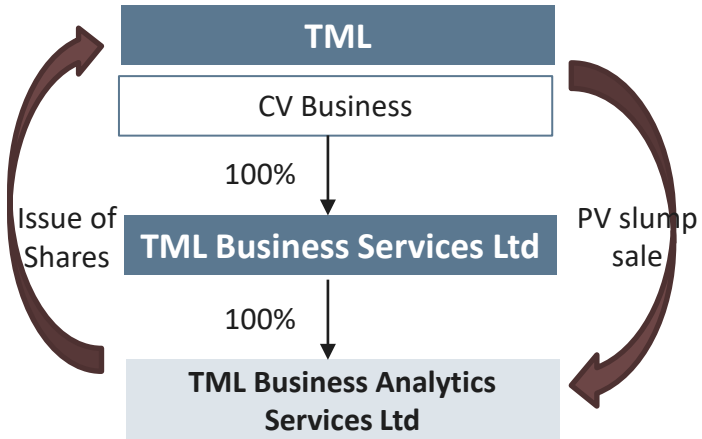 TML
CV Business
100%
Issue of
Shares
PV slump
sale
TML Business Services Ltd
100%
TML Business Analytics
Services Ltd